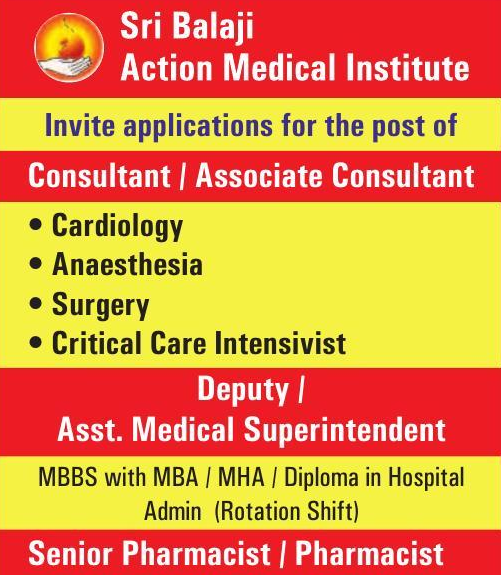 Sri Balaji
Action Medical Institute
Invite applications for the post of
Consultant / Associate Consultant
• Cardiology
• Anaesthesia
• Surgery
• Critical Care Intensivist
Deputy /
Asst. Medical Superintendent
MBBS with MBA / MHA / Diploma in Hospital
Admin (Rotation Shift)
Senior Pharmacist / Pharmacist